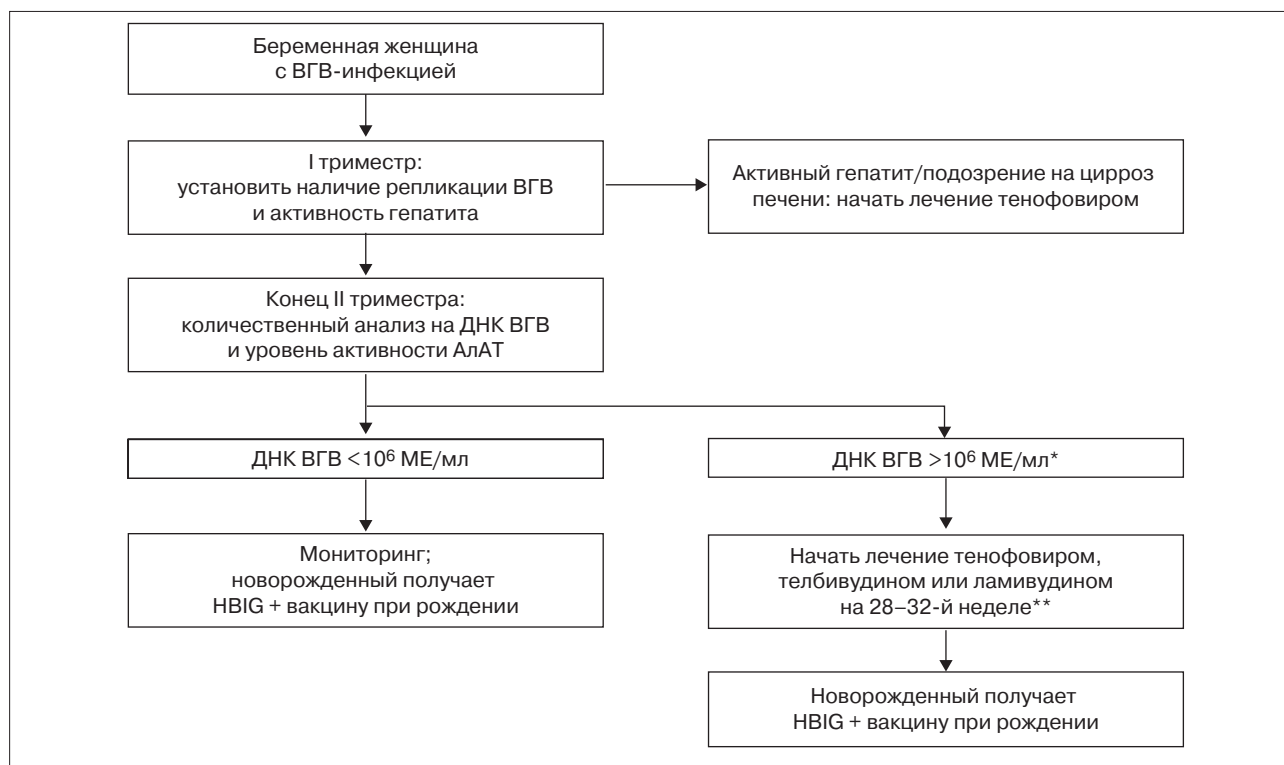 Беременная женщина
с ВГВ-инфекцией
I триместр:
установить наличие репликации ВГВ
и активность гепатита
Активный гепатит/подозрение на цирроз
печени: начать лечение тенофовиром
Конец II триместра:
количественный анализ на ДНК ВГВ
и уровень активности АлАТ
ДНК ВГВ <10⁶ МЕ/мл
ДНК ВГВ >10⁶ МЕ/мл*
Мониторинг;
новорожденный получает
HBIG + вакцину при рождении
Начать лечение тенофовиром,
телбивудином или ламивудином
на 28–32-й неделе**
Новорожденный получает
HBIG + вакцину при рождении